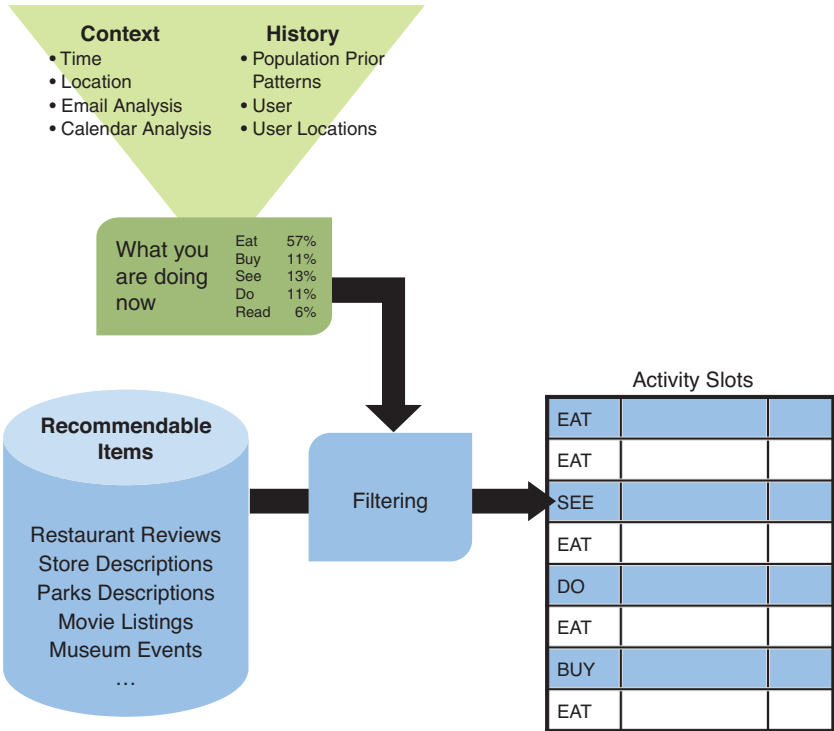 Context
• Time
• Location
• Email Analysis
• Calendar Analysis
History
• Population Prior
Patterns
• User
• User Locations
What you
are doing
now
Eat 57%
Buy 11%
See 13%
Do 11%
Read 6%
Recommendable
Items
Restaurant Reviews
Store Descriptions
Parks Descriptions
Movie Listings
Museum Events
…
Filtering
Activity Slots
EAT
EAT
SEE
EAT
DO
EAT
BUY
EAT